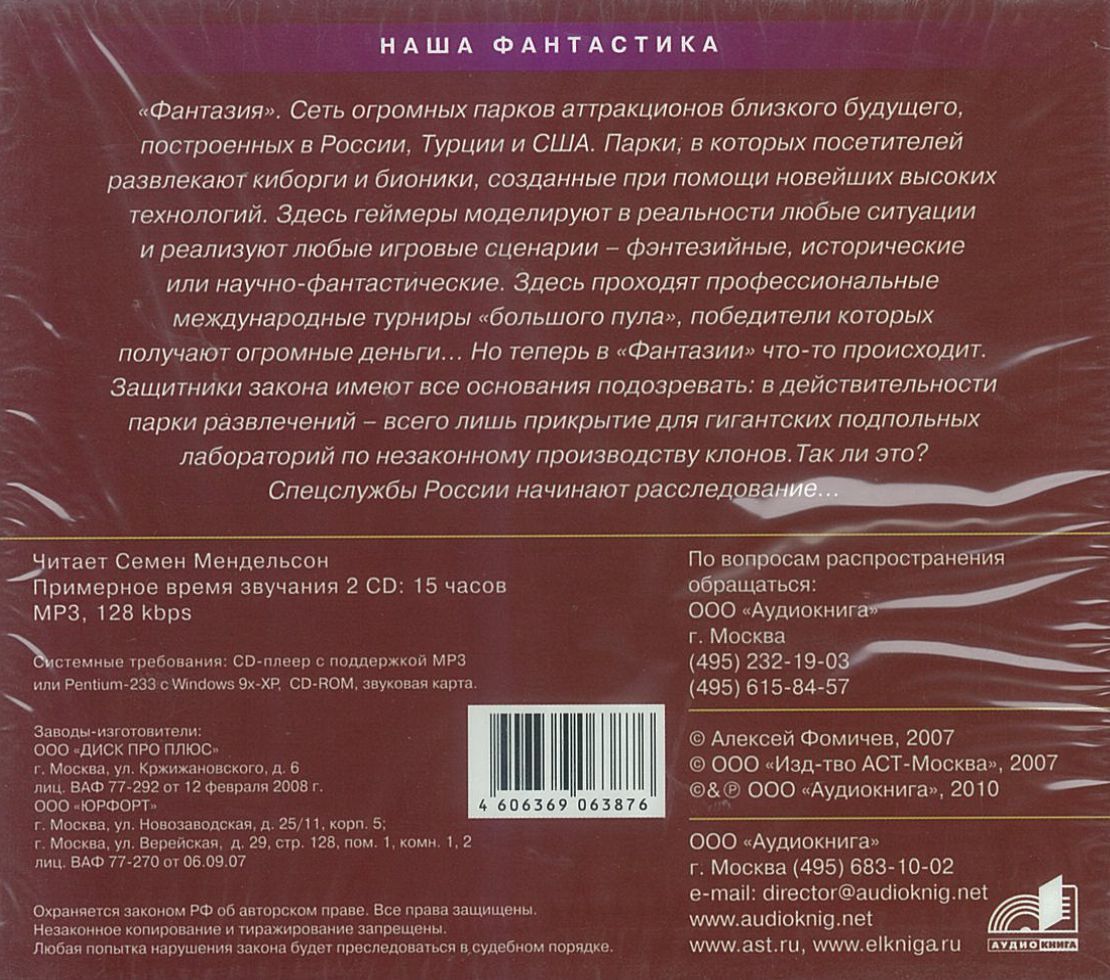 НАША ФАНТАСТИКА
«Фантазия». Сеть огромных парков аттракционов близкого будущего,
построенных в России, Турции и США. Парки, в которых посетителей
развлекают киборги и бионики, созданные при помощи новейших высоких
технологий. Здесь геймеры моделируют в реальности любые ситуации
и реализуют любые игровые сценарии – фэнтезийные, исторические
или научно-фантастические. Здесь проходят профессиональные
международные турниры «большого пула», победители которых
получают огромные деньги... Но теперь в «Фантазии» что-то происходит.
Защитники закона имеют все основания подозревать: в действительности
парки развлечений – всего лишь прикрытие для гигантских подпольных
лабораторий по незаконному производству клонов. Так ли это?
Спецслужбы России начинают расследование...
Читает Семен Мендельсон
Примерное время звучания 2 CD: 15 часов
MP3, 128 kbps
Системные требования: CD-плеер с поддержкой MP3
или Pentium-233 с Windows 9x-XP, CD-ROM, звуковая карта.
Заводы-изготовители:
ООО «ДИСК ПРО ПЛЮС»
г. Москва, ул. Кржижановского, д. 6
лиц. ВАФ 77-292 от 12 февраля 2008 г.
ООО «ЮРФОРТ»
г. Москва, ул. Новозаводская, д. 25/11, корп. 5;
г. Москва, ул. Верейская, д. 29, стр. 128, пом. 1, комн. 1, 2
лиц. ВАФ 77-270 от 06.09.07
Охраняется законом РФ об авторском праве. Все права защищены.
Незаконное копирование и тиражирование запрещены.
Любая попытка нарушения закона будет преследоваться в судебном порядке.
4 606369 063876
По вопросам распространения
обращаться:
ООО «Аудиокнига»
г. Москва
(495) 232-19-03
(495) 615-84-57
© Алексей Фомичев, 2007
© ООО «Изд-тво АСТ-Москва», 2007
©&℗ ООО «Аудиокнига», 2010
ООО «Аудиокнига»
г. Москва (495) 683-10-02
e-mail: director@audioknig.net
www.audioknig.net
www.ast.ru, www.elkniga.ru
АУДИОКНИГА